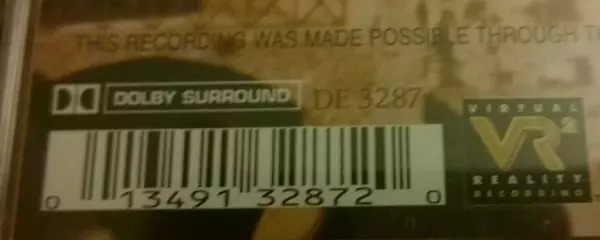 THIS RECORDING WAS MADE POSSIBLE THROUGH T
DOLBY SURROUND DE 3287
VIRTUAL
VR²
REALITY
RECORDING
0 13491 32872 0